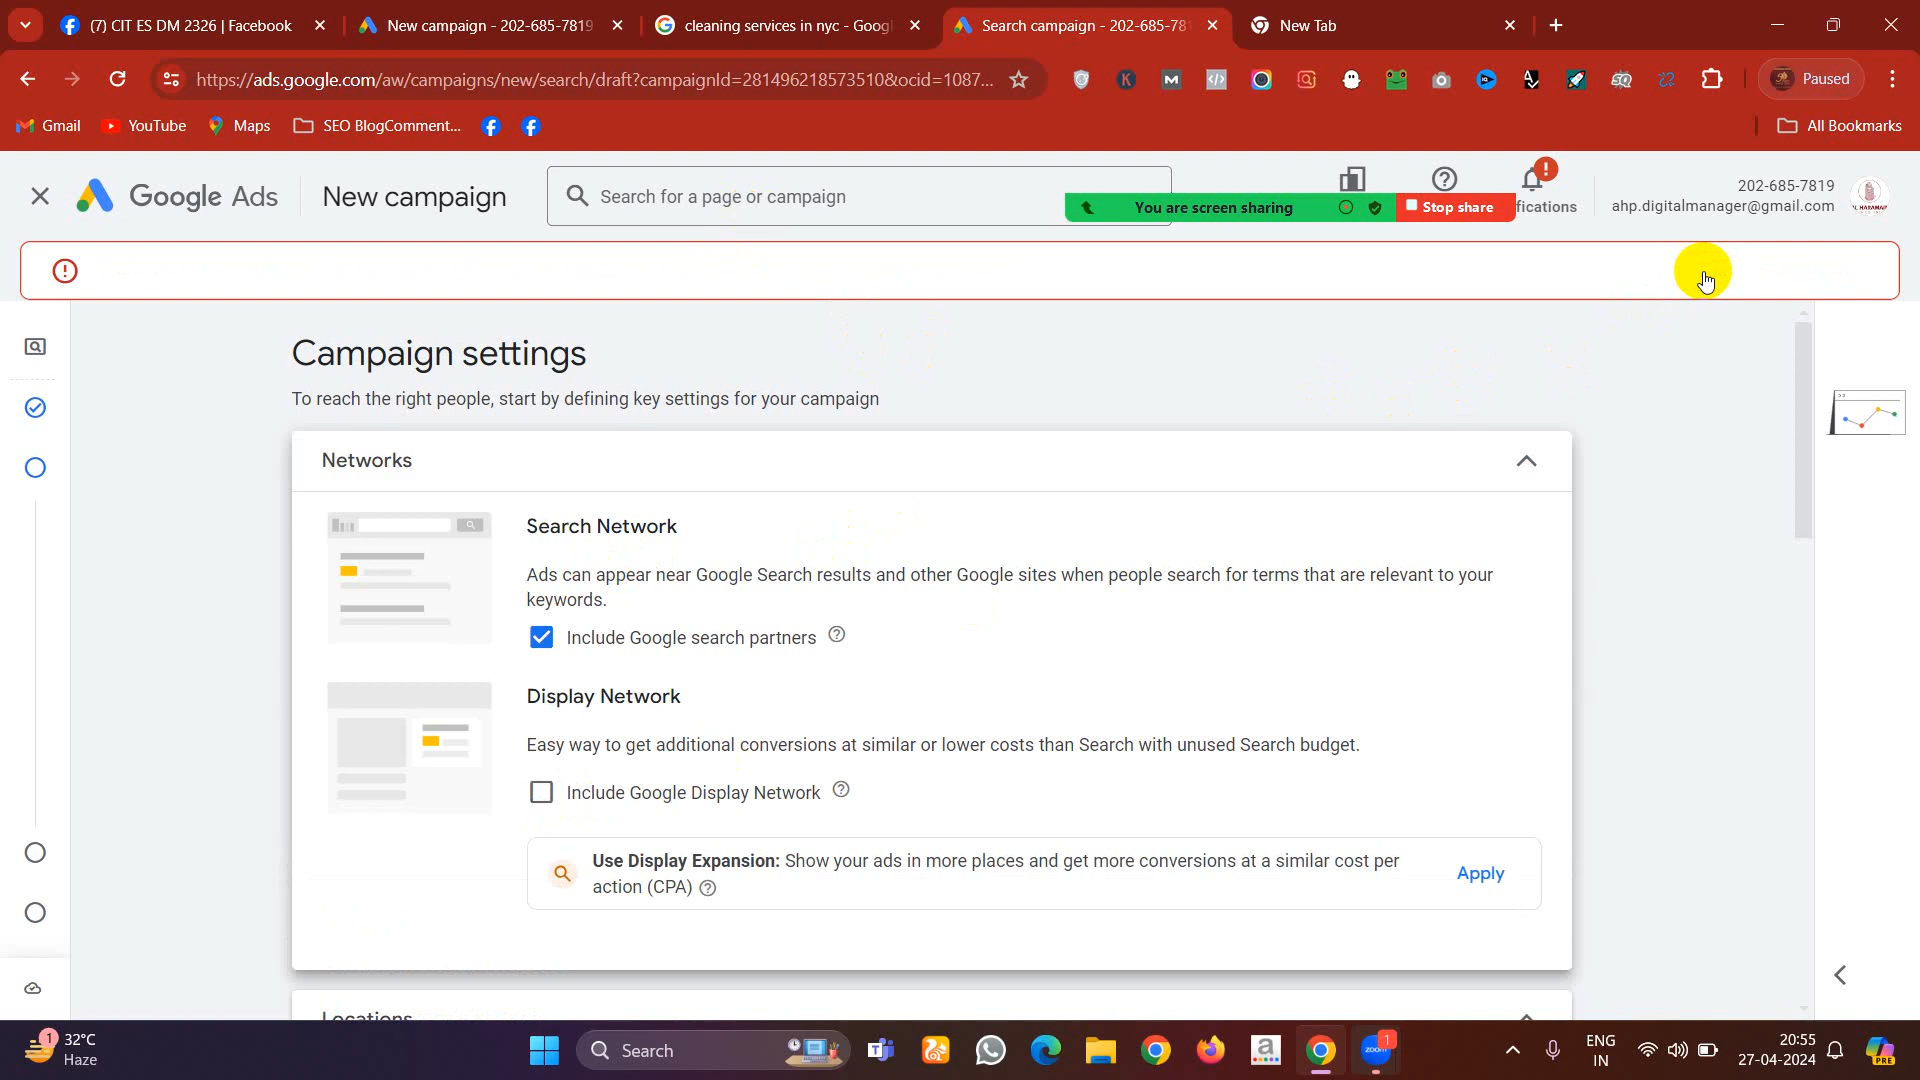 (7) CIT ES DM 2326 | Facebook
New campaign - 202-685-7819
cleaning services in nyc - Googl
Search campaign - 202-685-781
New Tab
https://ads.google.com/aw/campaigns/new/search/draft?campaignId=281496218573510&ocid=1087...
Paused
Gmail
YouTube
Maps
SEO BlogComment...
All Bookmarks
Google Ads
New campaign
Search for a page or campaign
You are screen sharing
Stop share
fications
202-685-7819
ahp.digitalmanager@gmail.com
Campaign settings
To reach the right people, start by defining key settings for your campaign
Networks
Search Network
Ads can appear near Google Search results and other Google sites when people search for terms that are relevant to your
keywords.
Include Google search partners
Display Network
Easy way to get additional conversions at similar or lower costs than Search with unused Search budget.
Include Google Display Network
Use Display Expansion: Show your ads in more places and get more conversions at a similar cost per
action (CPA)
Apply
Locations
1
32°C
Haze
Search
zoom
1
ENG
IN
20:55
27-04-2024
PRE